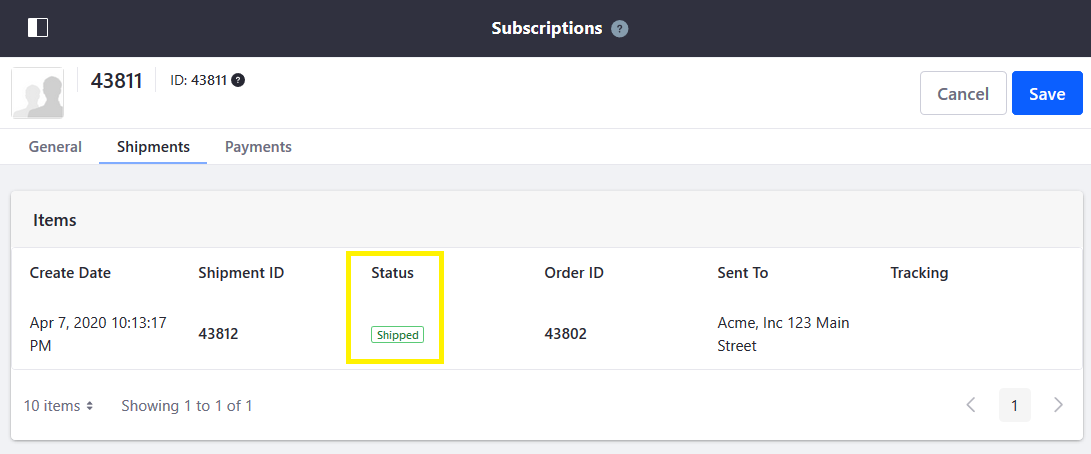 Subscriptions ?
43811 ID: 43811 ?
Cancel Save
General Shipments Payments
Items
Create Date Shipment ID Status Order ID Sent To Tracking
Apr 7, 2020 10:13:17 PM 43812 Shipped 43802 Acme, Inc 123 Main Street
10 items Showing 1 to 1 of 1 1